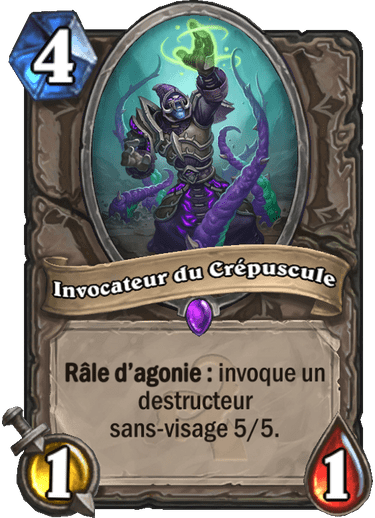 4
Invocateur du Crépuscule
Râle d'agonie : invoque un
destructeur
sans-visage 5/5.
1
1